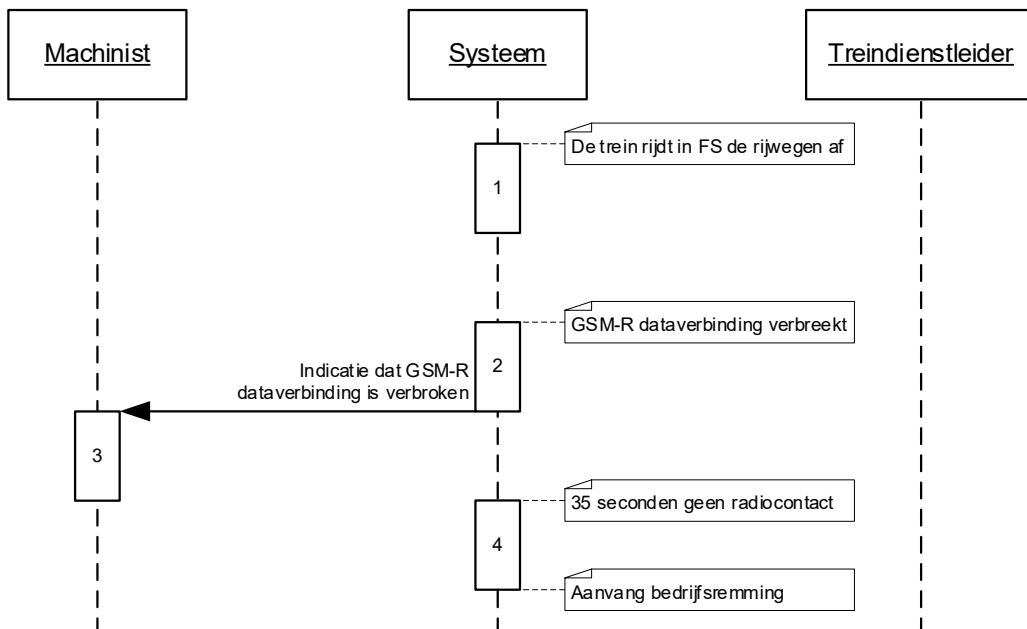 Machinist
Systeem
Treindienstleider
De trein rijdt in FS de rijwegen af
1
GSM-R dataverbinding verbreekt
2
Indicatie dat GSM-R
dataverbinding is verbroken
3
35 seconden geen radiocontact
4
Aanvang bedrijfsremming